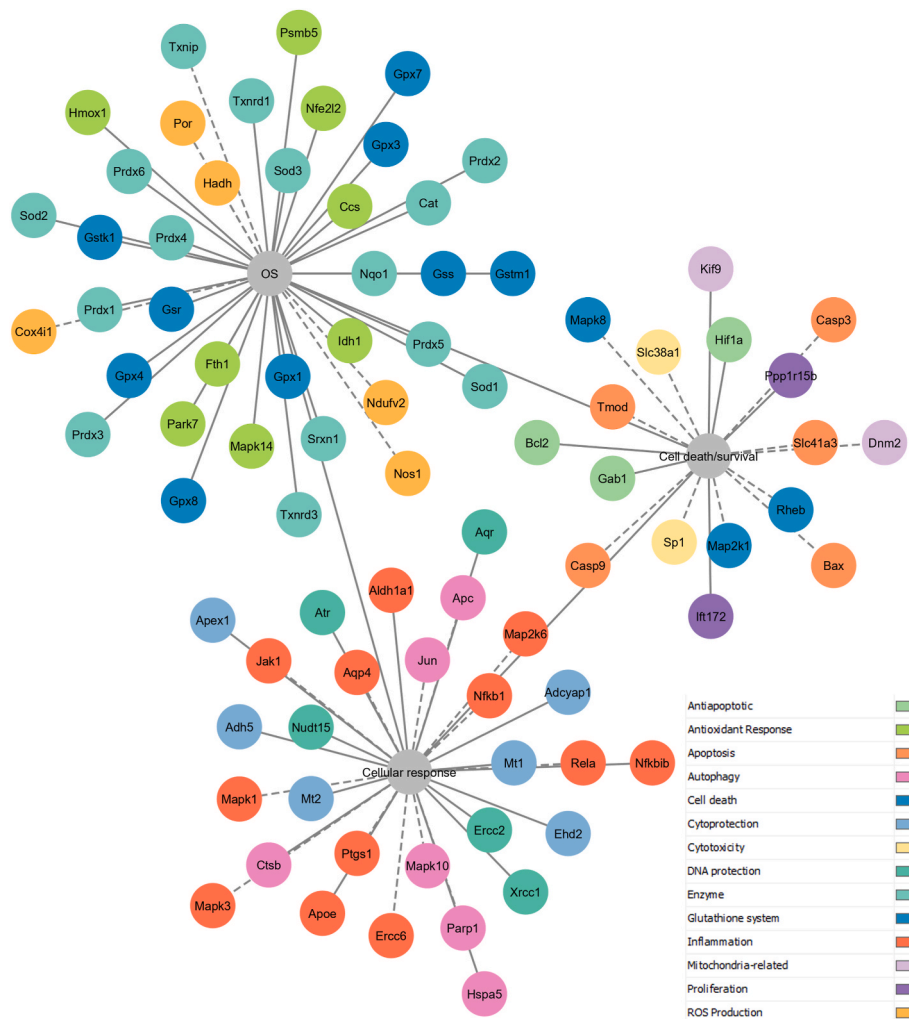 Psmb5
Txnip
Gpx7
Txnrd1
Nfe2l2
Hmox1
Por
Gpx3
Prdx2
Prdx6
Sod3
Hadh
Cat
Ccs
Sod2
Gstk1
Prdx4
OS
Nqo1
Gss
Gstm1
Kif9
Prdx1
Gsr
Mapk8
Casp3
Cox4i1
Idh1
Prdx5
Slc38a1
Hif1a
Fth1
Gpx4
Gpx1
Sod1
Ppp1r15b
Ndufv2
Tmod
Park7
Prdx3
Mapk14
Srxn1
Bcl2
Slc41a3
Dnm2
Cell death/survival
Nos1
Gab1
Gpx8
Txnrd3
Rheb
Aqr
Sp1
Map2k1
Casp9
Bax
Aldh1a1
Apc
Atr
Apex1
Ift172
Map2k6
Jak1
Aqp4
Jun
Nfkb1
Adcyap1
Adh5
Nudt15
Cellular response
Mt1
Rela
Nfkbib
Mapk1
Mt2
Ercc2
Ehd2
Ptgs1
Ctsb
Mapk10
Xrcc1
Mapk3
Apoe
Parp1
Ercc6
Hspa5
Antiapoptotic
Antioxidant Response
Apoptosis
Autophagy
Cell death
Cytoprotection
Cytotoxicity
DNA protection
Enzyme
Glutathione system
Inflammation
Mitochondria-related
Proliferation
ROS Production